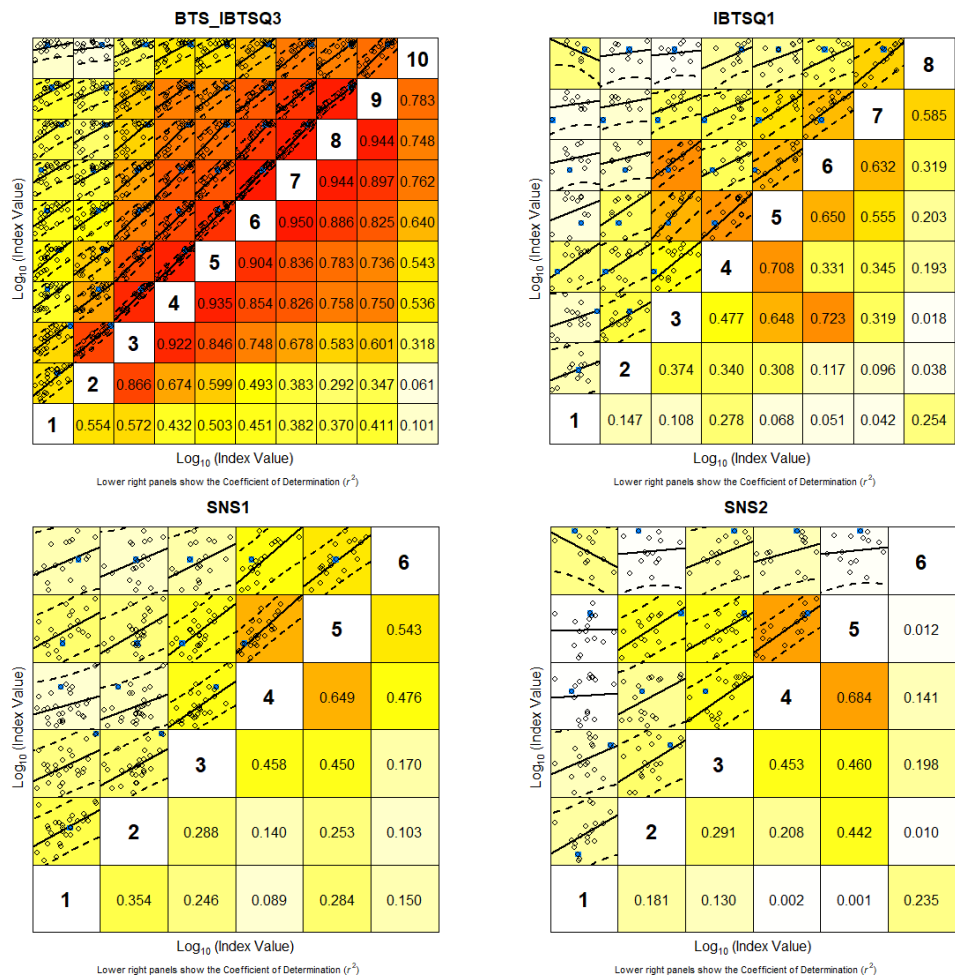 BTS_IBTSQ3
10
9 0.783
8 0.944 0.748
7 0.944 0.897 0.762
6 0.950 0.886 0.825 0.640
5 0.904 0.836 0.783 0.736 0.543
4 0.935 0.854 0.826 0.758 0.750 0.536
3 0.922 0.846 0.748 0.678 0.583 0.601 0.318
2 0.866 0.674 0.599 0.493 0.383 0.292 0.347 0.061
1 0.554 0.572 0.432 0.503 0.451 0.382 0.370 0.411 0.101
Log10 (Index Value)
Log10 (Index Value)
Lower right panels show the Coefficient of Determination (r²)
IBTSQ1
8
7 0.585
6 0.632 0.319
5 0.650 0.555 0.203
4 0.708 0.331 0.345 0.193
3 0.477 0.648 0.723 0.319 0.018
2 0.374 0.340 0.308 0.117 0.096 0.038
1 0.147 0.108 0.278 0.068 0.051 0.042 0.254
Log10 (Index Value)
Log10 (Index Value)
Lower right panels show the Coefficient of Determination (r²)
SNS1
6
5 0.543
4 0.649 0.476
3 0.458 0.450 0.170
2 0.288 0.140 0.253 0.103
1 0.354 0.246 0.089 0.284 0.150
Log10 (Index Value)
Log10 (Index Value)
Lower right panels show the Coefficient of Determination (r²)
SNS2
6
5 0.012
4 0.684 0.141
3 0.453 0.460 0.198
2 0.291 0.208 0.442 0.010
1 0.181 0.130 0.002 0.001 0.235
Log10 (Index Value)
Log10 (Index Value)
Lower right panels show the Coefficient of Determination (r²)